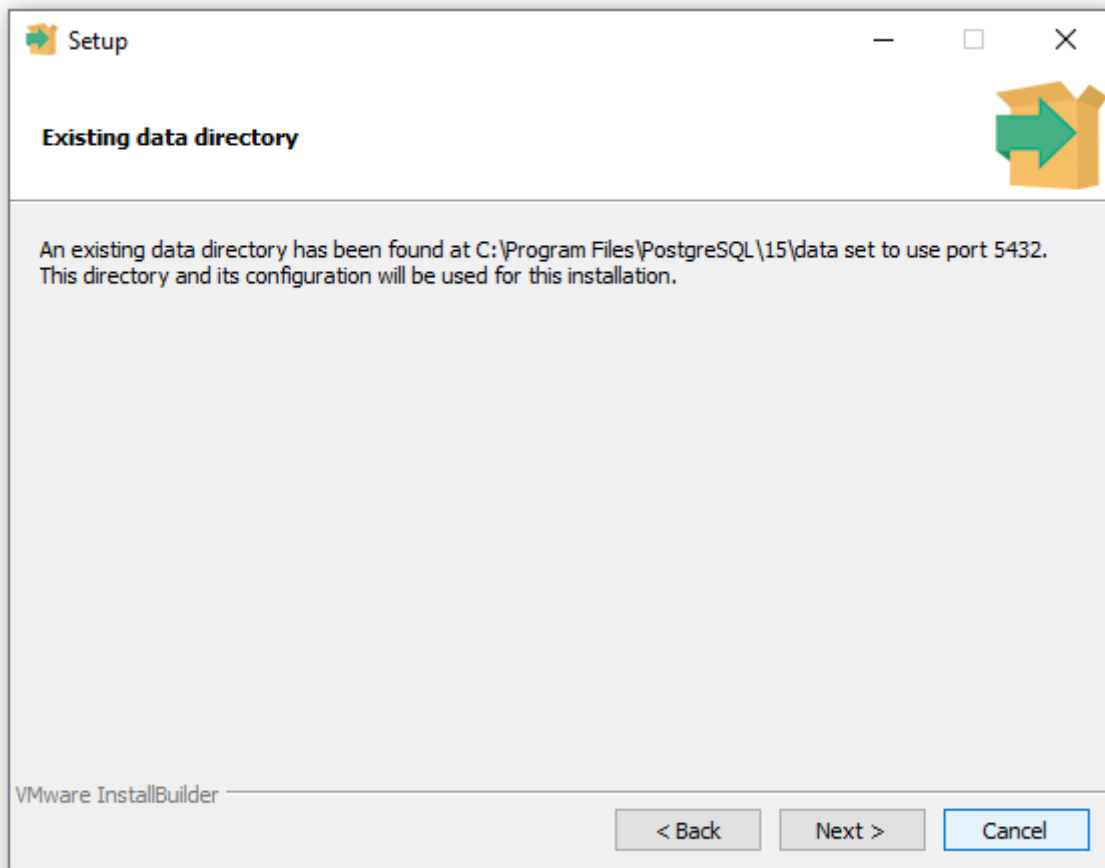 Setup
Existing data directory
An existing data directory has been found at C:\Program Files\PostgreSQL\15\data set to use port 5432.
This directory and its configuration will be used for this installation.
VMware InstallBuilder
< Back
Next >
Cancel